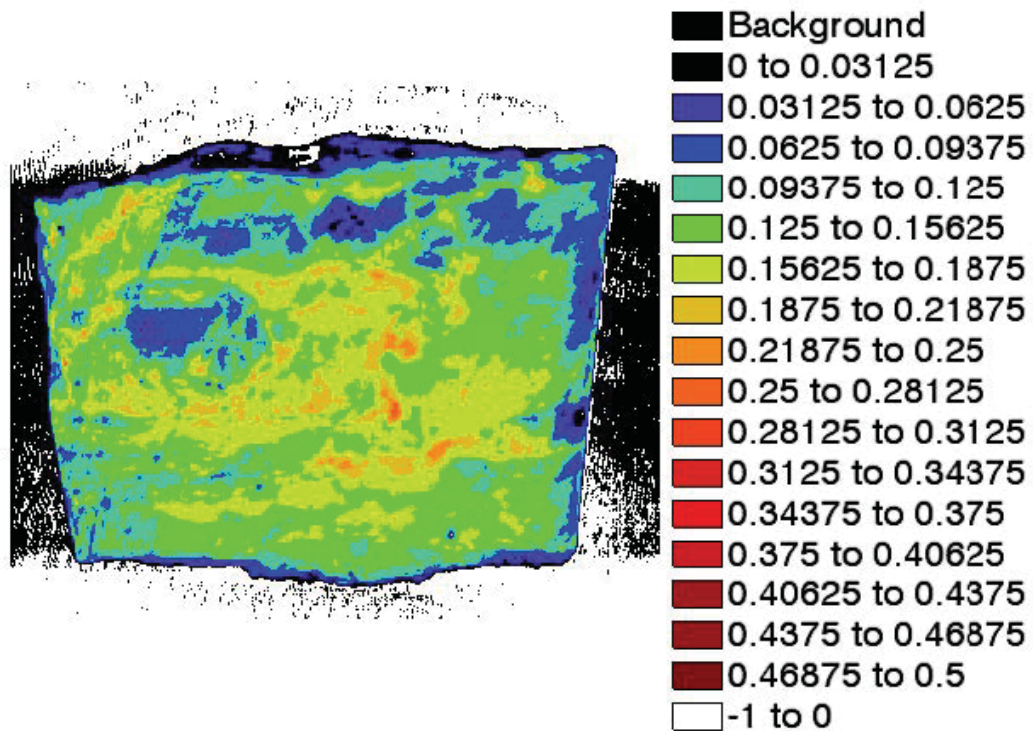 Background
0 to 0.03125
0.03125 to 0.0625
0.0625 to 0.09375
0.09375 to 0.125
0.125 to 0.15625
0.15625 to 0.1875
0.1875 to 0.21875
0.21875 to 0.25
0.25 to 0.28125
0.28125 to 0.3125
0.3125 to 0.34375
0.34375 to 0.375
0.375 to 0.40625
0.40625 to 0.4375
0.4375 to 0.46875
0.46875 to 0.5
-1 to 0